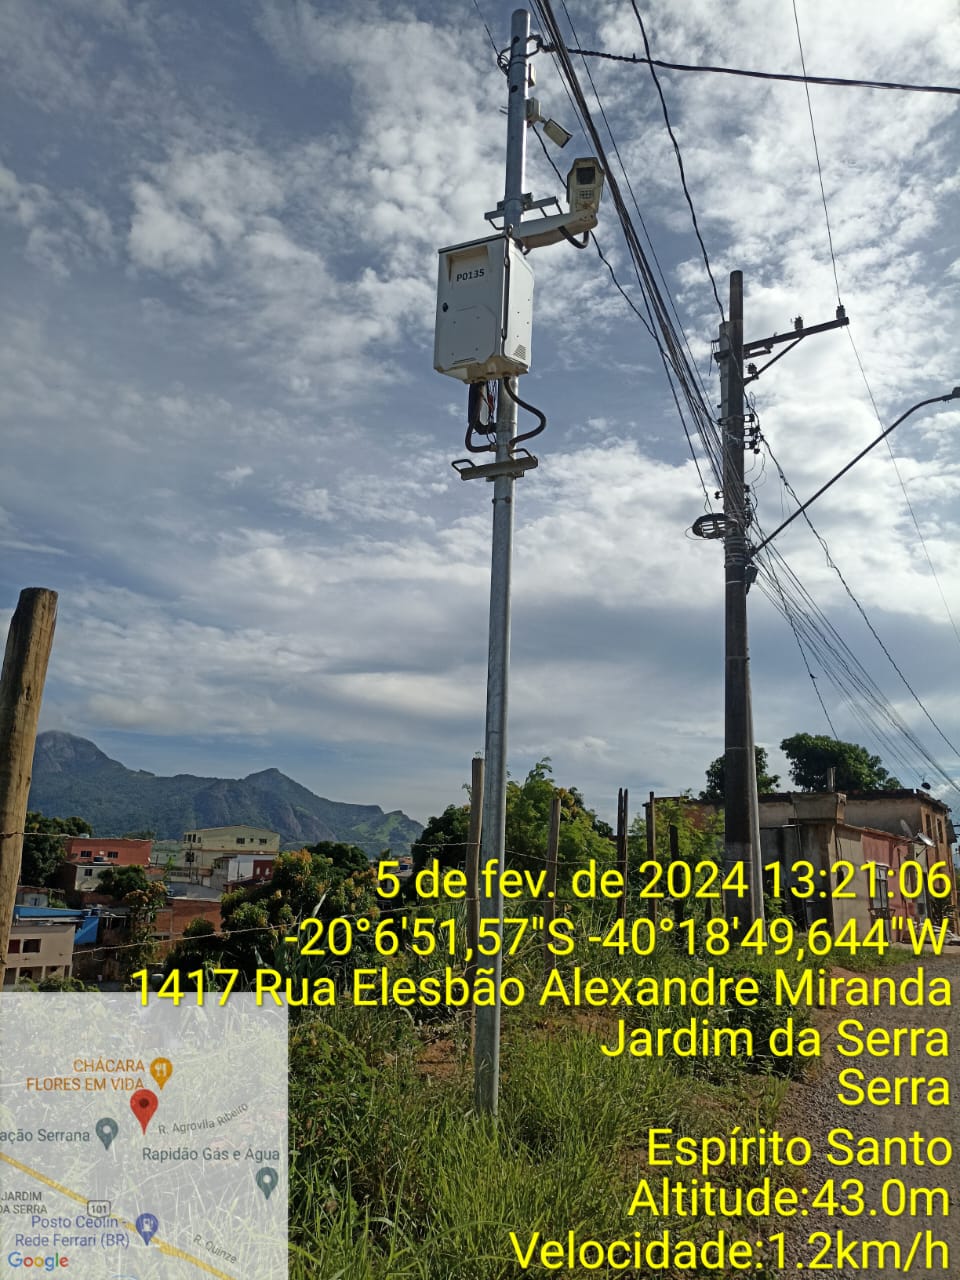 P0135
5 de fev. de 2024 13:21:06
-20°6'51,57"S -40°18'49,644"W
1417 Rua Elesbão Alexandre Miranda
Jardim da Serra
Serra
Espírito Santo
Altitude:43.0m
Velocidade:1.2km/h
CHÁCARA
FLORES EM VIDA
R. Agrovila Ribeiro
ação Serrana
Rapidão Gás e Água
JARDIM
DA SERRA
101
Posto Ceolin -
Rede Ferrari (BR)
R. Quinze
Google